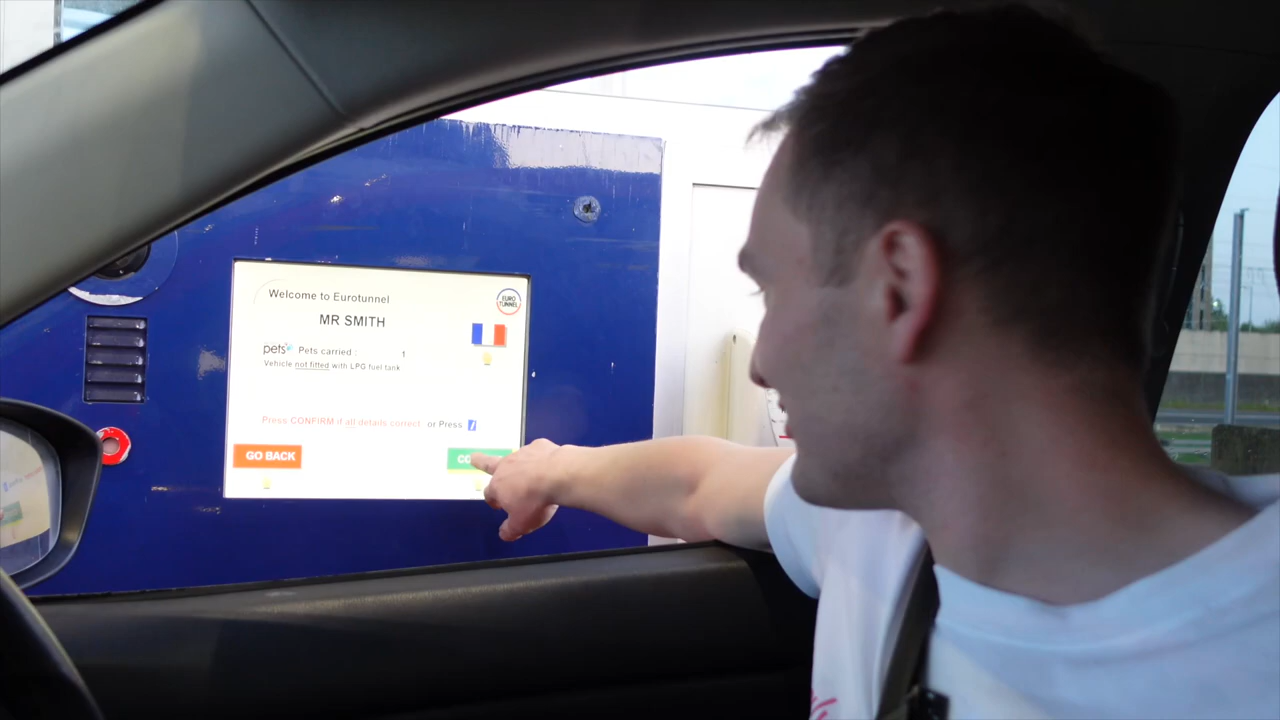 Welcome to Eurotunnel
EURO
TUNNEL
MR SMITH
pets Pets carried : 1
Vehicle not fitted with LPG fuel tank
Press CONFIRM if all details correct or Press i
GO BACK